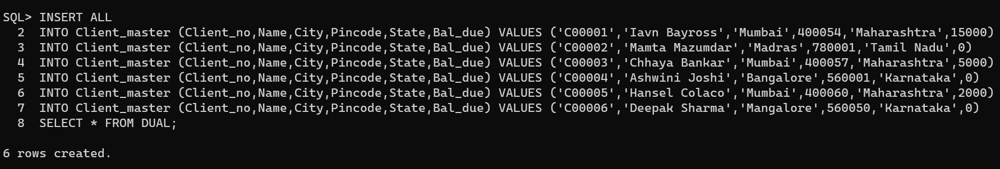 SQL> INSERT ALL
  2  INTO Client_master (Client_no,Name,City,Pincode,State,Bal_due) VALUES ('C00001','Iavn Bayross','Mumbai',400054,'Maharashtra',15000)
  3  INTO Client_master (Client_no,Name,City,Pincode,State,Bal_due) VALUES ('C00002','Mamta Mazumdar','Madras',780001,'Tamil Nadu',0)
  4  INTO Client_master (Client_no,Name,City,Pincode,State,Bal_due) VALUES ('C00003','Chhaya Bankar','Mumbai',400057,'Maharashtra',5000)
  5  INTO Client_master (Client_no,Name,City,Pincode,State,Bal_due) VALUES ('C00004','Ashwini Joshi','Bangalore',560001,'Karnataka',0)
  6  INTO Client_master (Client_no,Name,City,Pincode,State,Bal_due) VALUES ('C00005','Hansel Colaco','Mumbai',400060,'Maharashtra',2000)
  7  INTO Client_master (Client_no,Name,City,Pincode,State,Bal_due) VALUES ('C00006','Deepak Sharma','Mangalore',560050,'Karnataka',0)
  8  SELECT * FROM DUAL;
6 rows created.